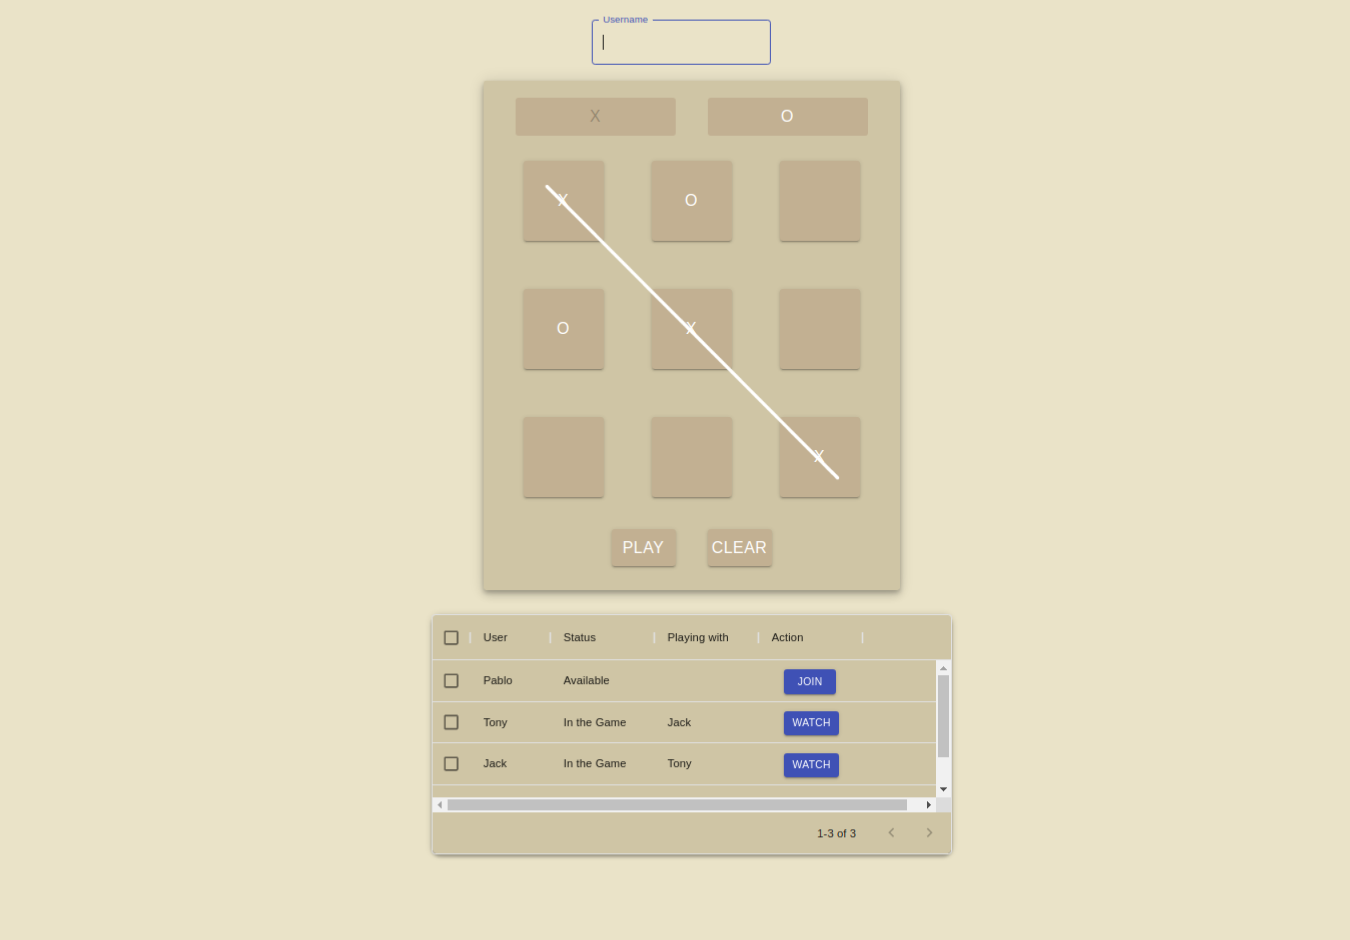 Username
X O
X O
O X
X
PLAY CLEAR
User Status Playing with Action
Pablo Available JOIN
Tony In the Game Jack WATCH
Jack In the Game Tony WATCH
1-3 of 3